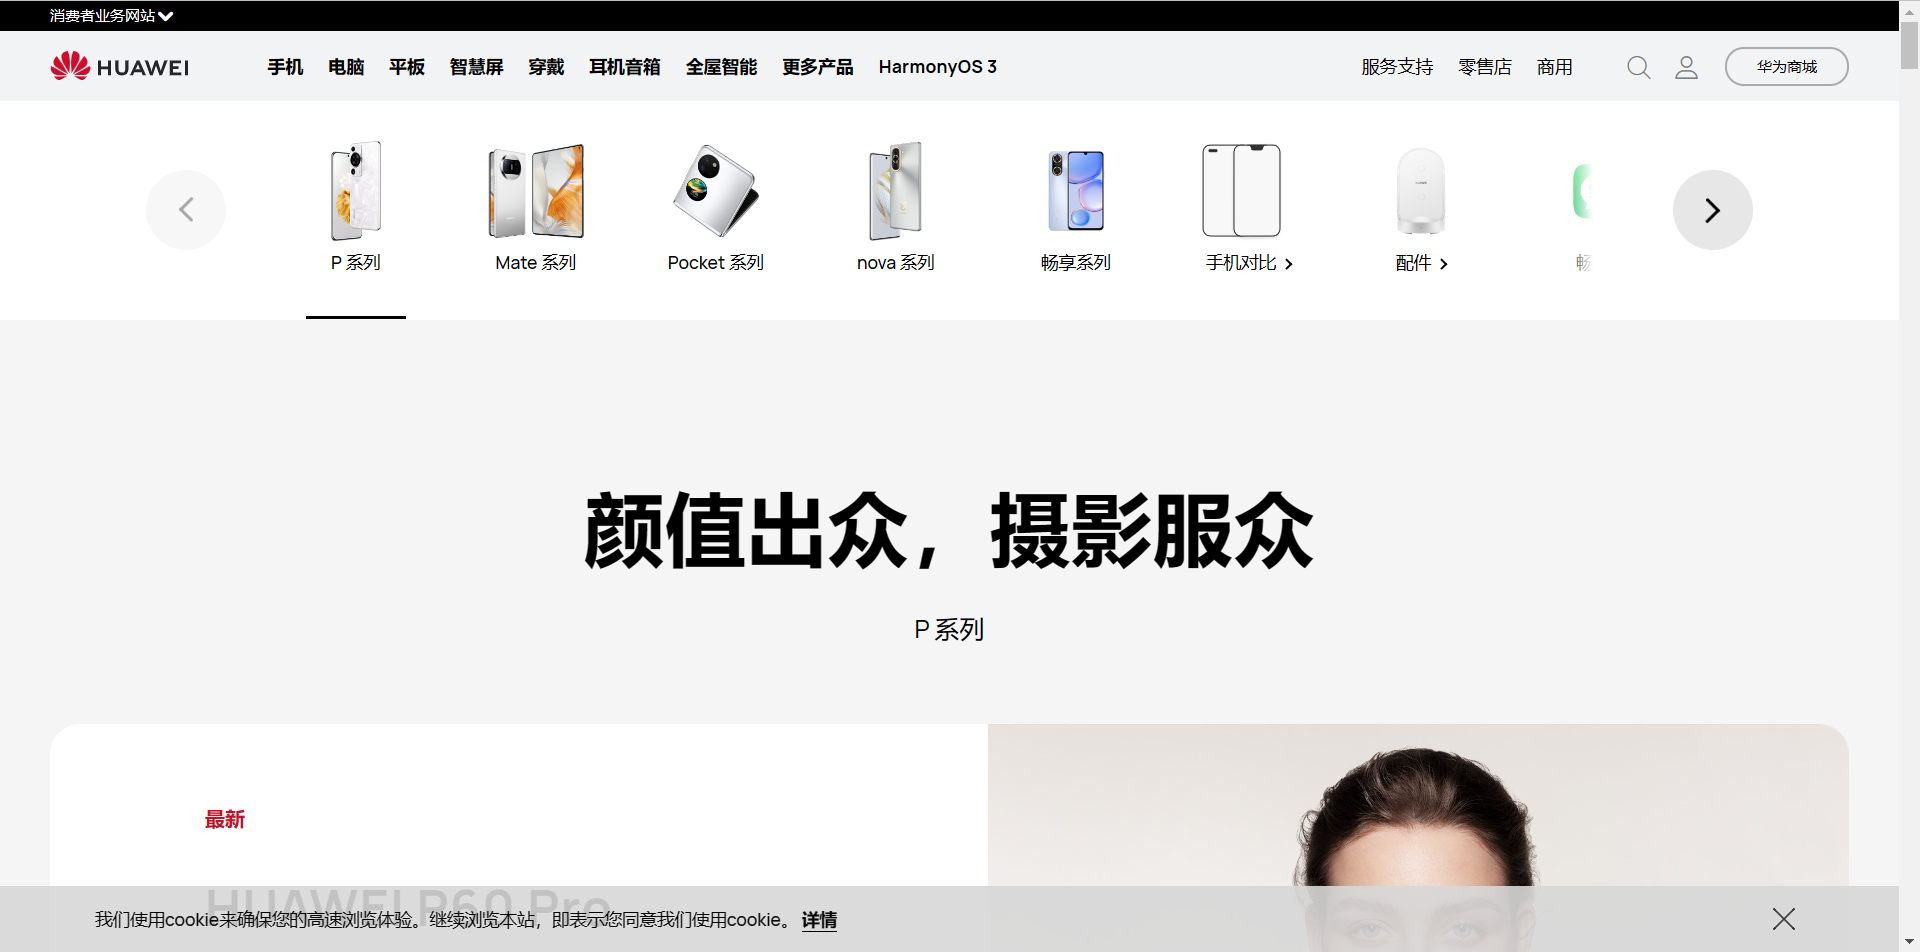 消费者业务网站
HUAWEI 手机 电脑 平板 智慧屏 穿戴 耳机音箱 全屋智能 更多产品 HarmonyOS 3 服务支持 零售店 商用 华为商城
P 系列 Mate 系列 Pocket 系列 nova 系列 畅享系列 手机对比 配件 畅
颜值出众，摄影服众
P 系列
最新
HUAWEI P60 Pro
我们使用cookie来确保您的高速浏览体验。继续浏览本站，即表示您同意我们使用cookie。 详情